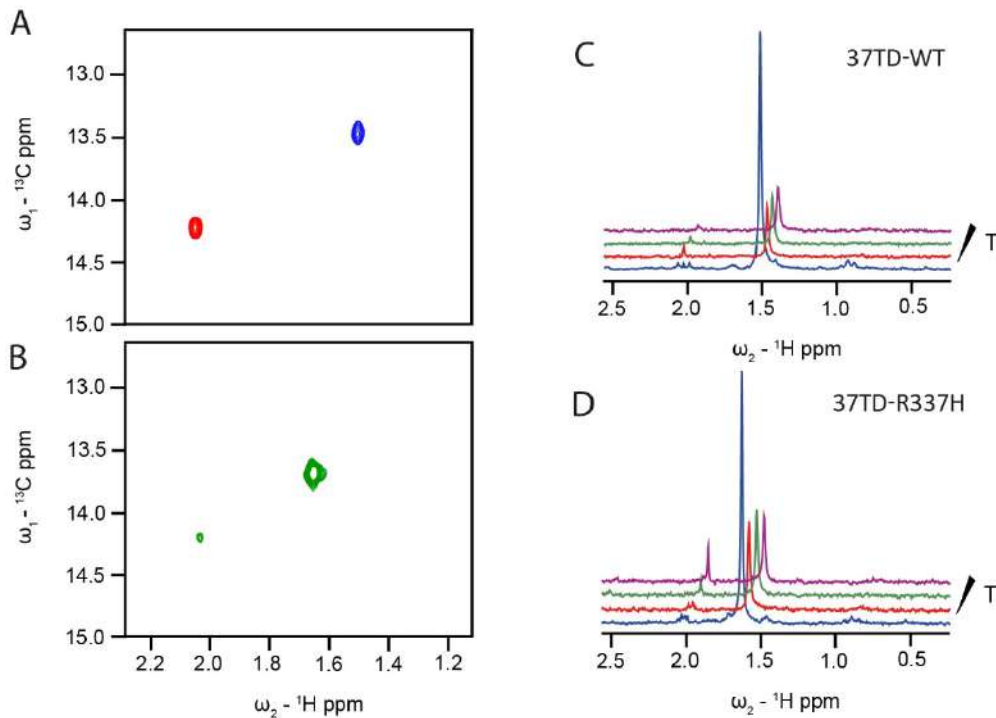 A
13.0
13.5
14.0
14.5
15.0
ω₁ - ¹³C ppm
B
13.0
13.5
14.0
14.5
15.0
ω₁ - ¹³C ppm
2.2 2.0 1.8 1.6 1.4 1.2
ω₂ - ¹H ppm
C
37TD-WT
T
2.5 2.0 1.5 1.0 0.5
ω₂ - ¹H ppm
D
37TD-R337H
T
2.5 2.0 1.5 1.0 0.5
ω₂ - ¹H ppm